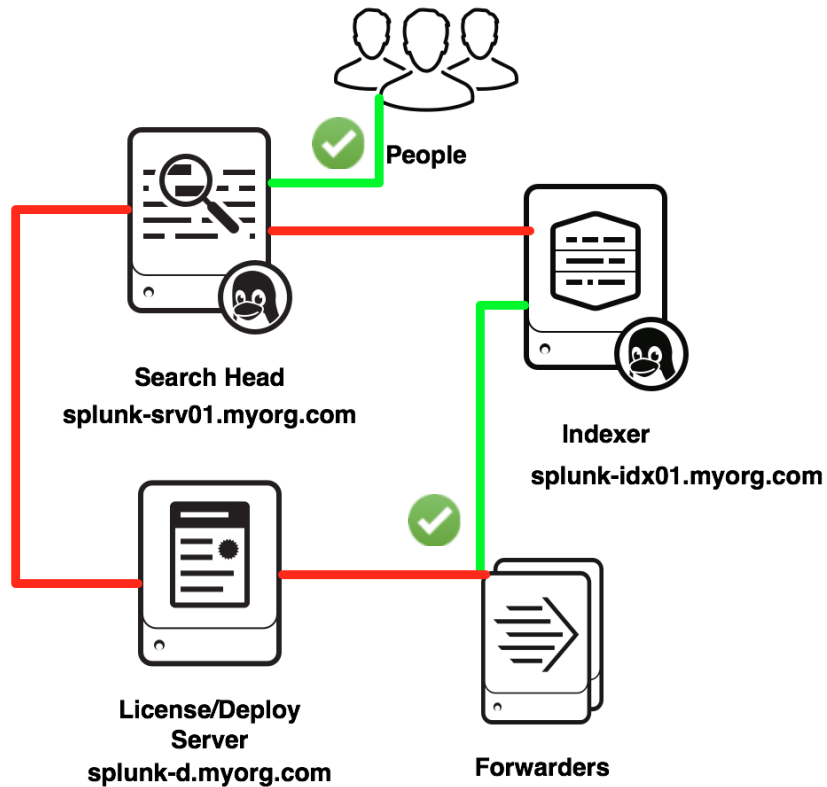 People
Search Head
splunk-srv01.myorg.com
Indexer
splunk-idx01.myorg.com
License/Deploy
Server
splunk-d.myorg.com
Forwarders